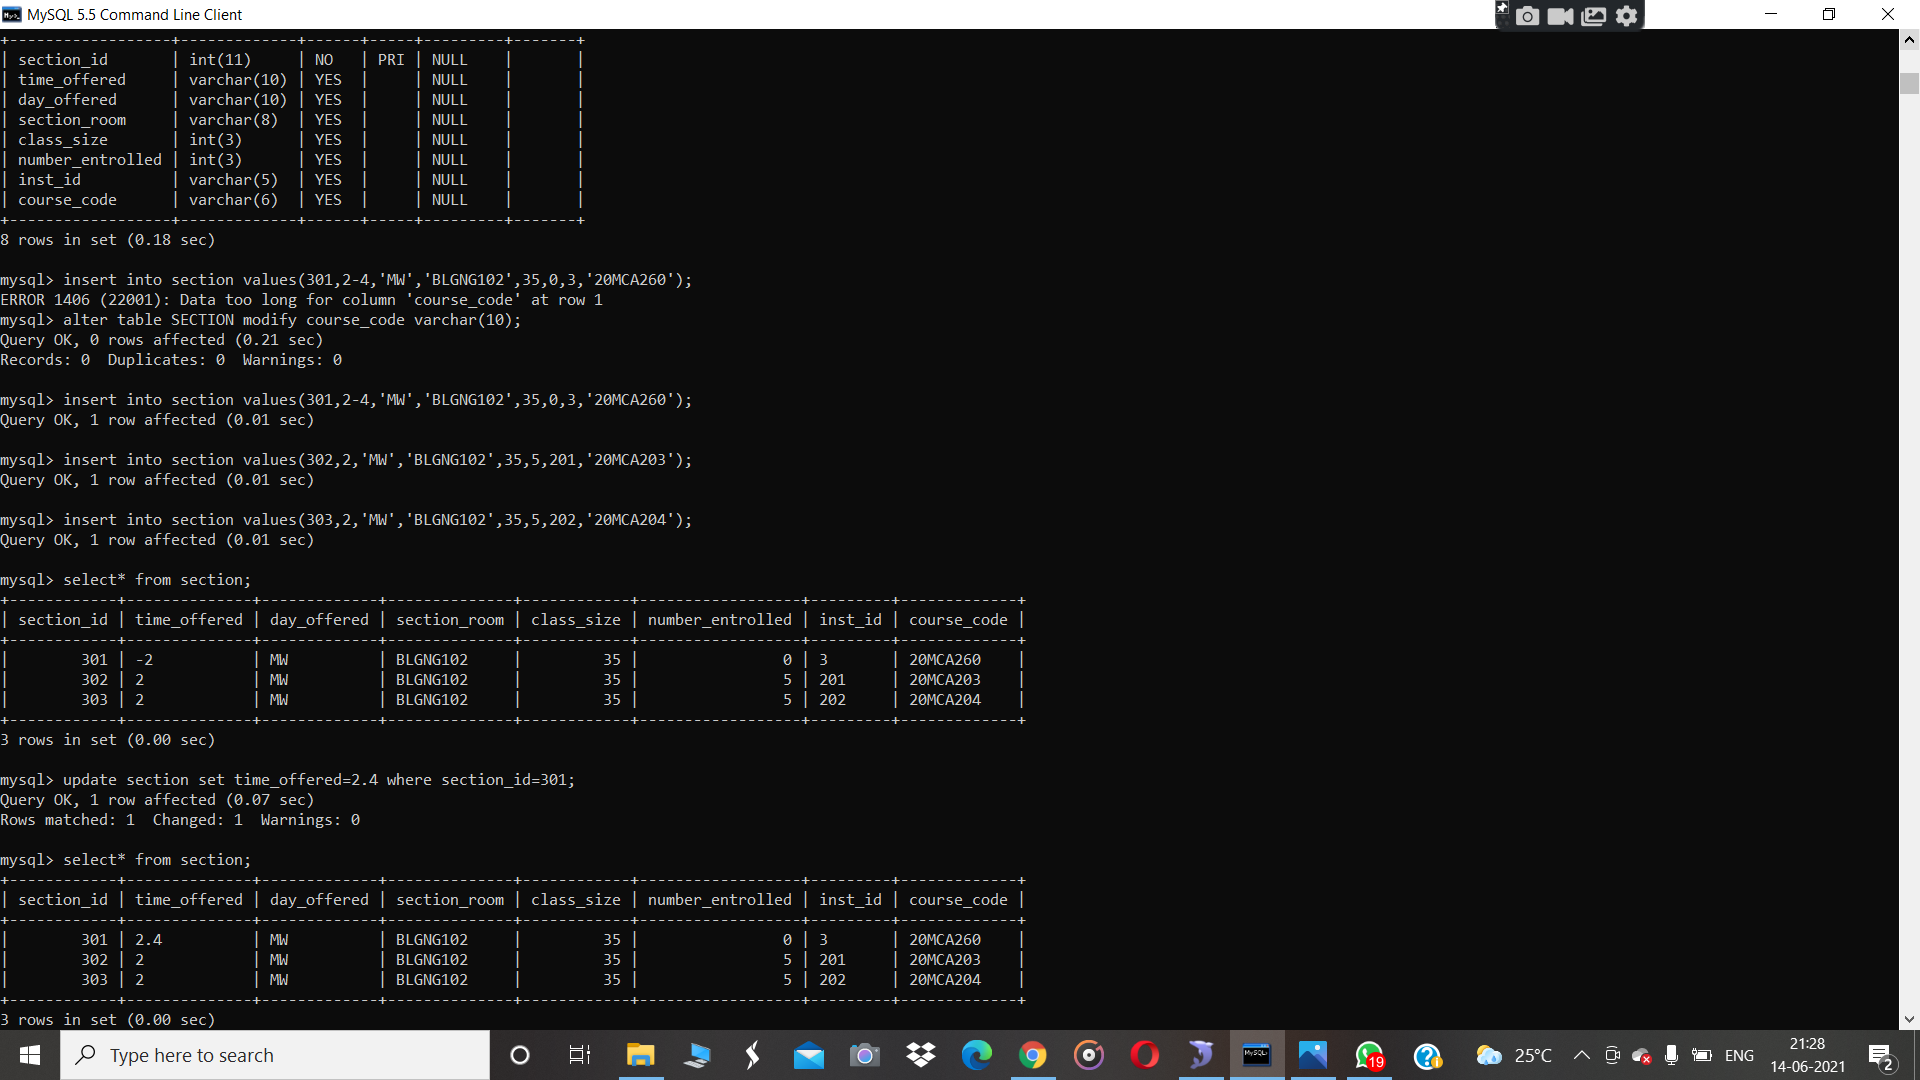 MySQL 5.5 Command Line Client
+------------------+-------------+------+-----+---------+-------+
| section_id       | int(11)     | NO   | PRI | NULL    |       |
| time_offered     | varchar(10) | YES  |     | NULL    |       |
| day_offered      | varchar(10) | YES  |     | NULL    |       |
| section_room     | varchar(8)  | YES  |     | NULL    |       |
| class_size       | int(3)      | YES  |     | NULL    |       |
| number_entrolled | int(3)      | YES  |     | NULL    |       |
| inst_id          | varchar(5)  | YES  |     | NULL    |       |
| course_code      | varchar(6)  | YES  |     | NULL    |       |
+------------------+-------------+------+-----+---------+-------+
8 rows in set (0.18 sec)
mysql> insert into section values(301,2-4,'MW','BLGNG102',35,0,3,'20MCA260');
ERROR 1406 (22001): Data too long for column 'course_code' at row 1
mysql> alter table SECTION modify course_code varchar(10);
Query OK, 0 rows affected (0.21 sec)
Records: 0  Duplicates: 0  Warnings: 0
mysql> insert into section values(301,2-4,'MW','BLGNG102',35,0,3,'20MCA260');
Query OK, 1 row affected (0.01 sec)
mysql> insert into section values(302,2,'MW','BLGNG102',35,5,201,'20MCA203');
Query OK, 1 row affected (0.01 sec)
mysql> insert into section values(303,2,'MW','BLGNG102',35,5,202,'20MCA204');
Query OK, 1 row affected (0.01 sec)
mysql> select* from section;
+------------+--------------+-------------+--------------+------------+------------------+---------+-------------+
| section_id | time_offered | day_offered | section_room | class_size | number_entrolled | inst_id | course_code |
+------------+--------------+-------------+--------------+------------+------------------+---------+-------------+
|        301 | -2           | MW          | BLGNG102     |         35 |                0 | 3       | 20MCA260    |
|        302 | 2            | MW          | BLGNG102     |         35 |                5 | 201     | 20MCA203    |
|        303 | 2            | MW          | BLGNG102     |         35 |                5 | 202     | 20MCA204    |
+------------+--------------+-------------+--------------+------------+------------------+---------+-------------+
3 rows in set (0.00 sec)
mysql> update section set time_offered=2.4 where section_id=301;
Query OK, 1 row affected (0.07 sec)
Rows matched: 1  Changed: 1  Warnings: 0
mysql> select* from section;
+------------+--------------+-------------+--------------+------------+------------------+---------+-------------+
| section_id | time_offered | day_offered | section_room | class_size | number_entrolled | inst_id | course_code |
+------------+--------------+-------------+--------------+------------+------------------+---------+-------------+
|        301 | 2.4          | MW          | BLGNG102     |         35 |                0 | 3       | 20MCA260    |
|        302 | 2            | MW          | BLGNG102     |         35 |                5 | 201     | 20MCA203    |
|        303 | 2            | MW          | BLGNG102     |         35 |                5 | 202     | 20MCA204    |
+------------+--------------+-------------+--------------+------------+------------------+---------+-------------+
3 rows in set (0.00 sec)
Type here to search
19
25°C
ENG
21:28
14-06-2021
2